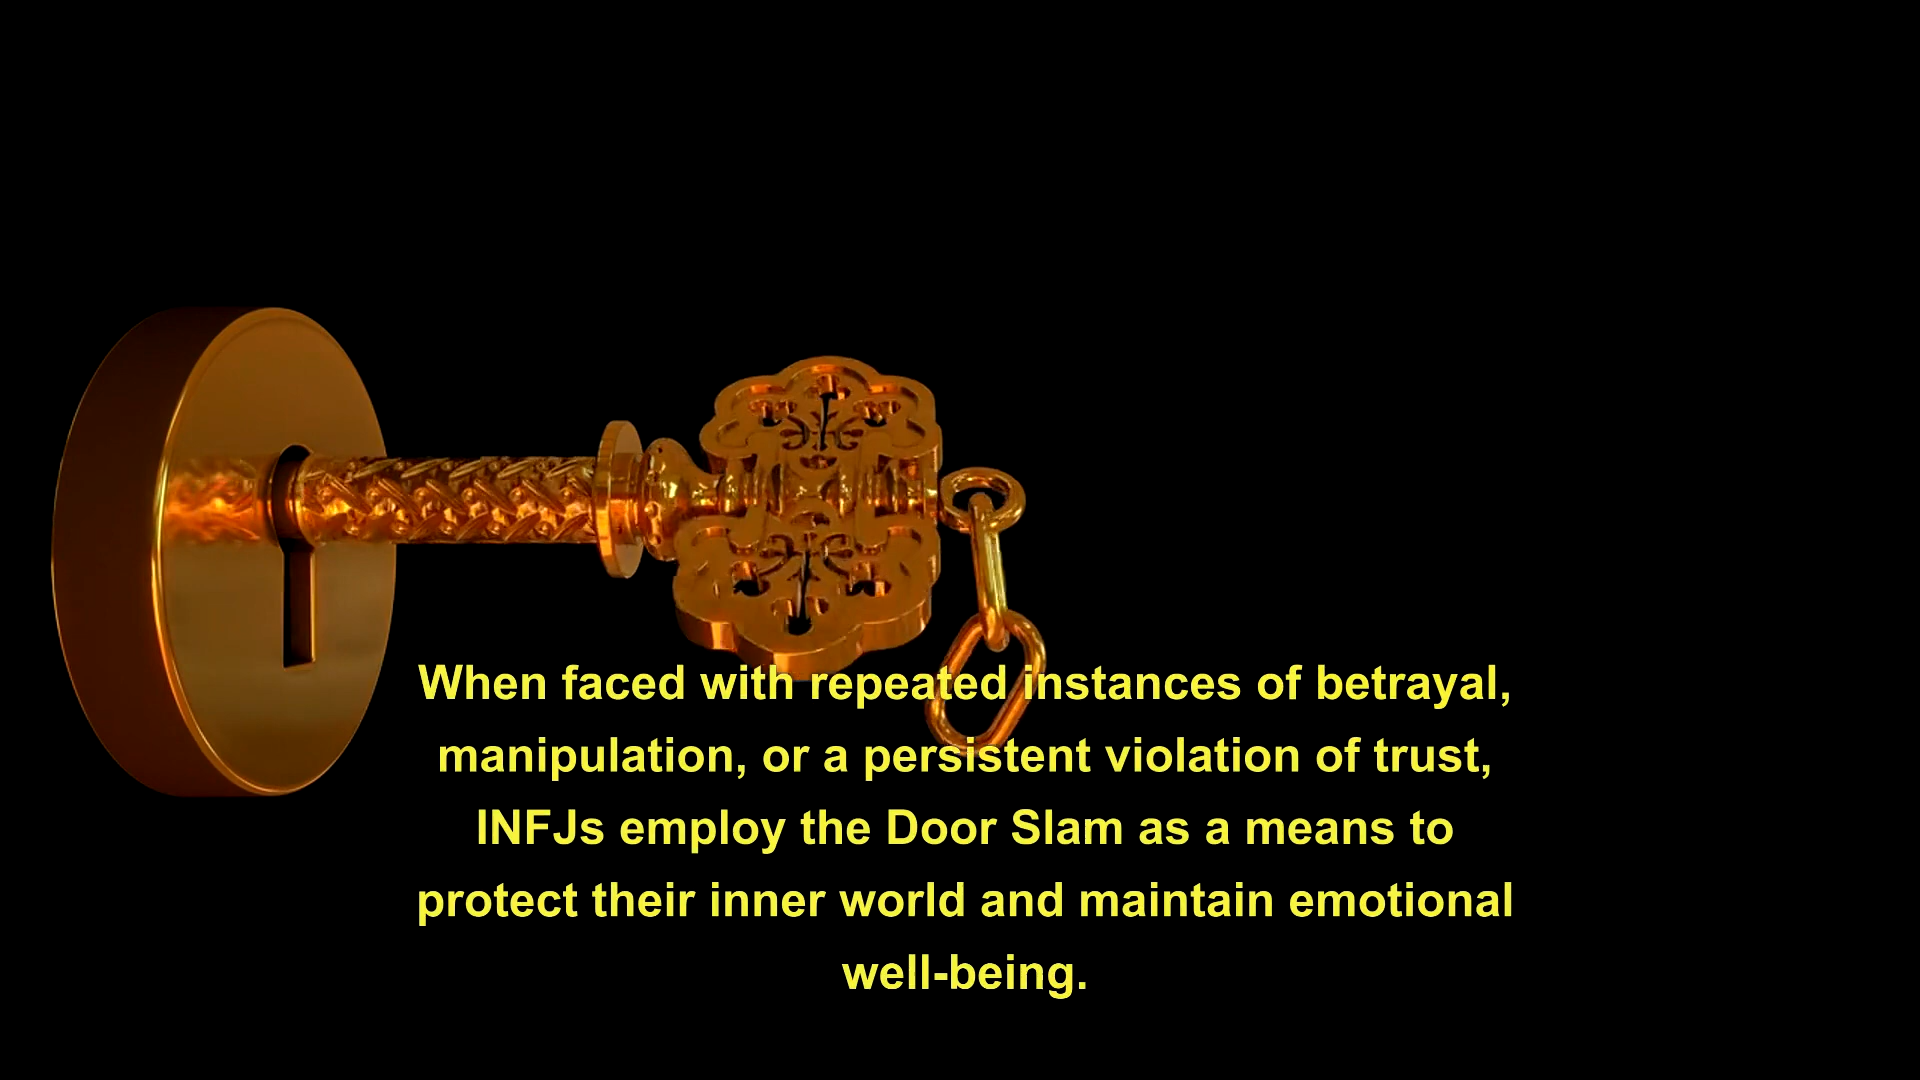 When faced with repeated instances of betrayal,
manipulation, or a persistent violation of trust,
INFJs employ the Door Slam as a means to
protect their inner world and maintain emotional
well-being.